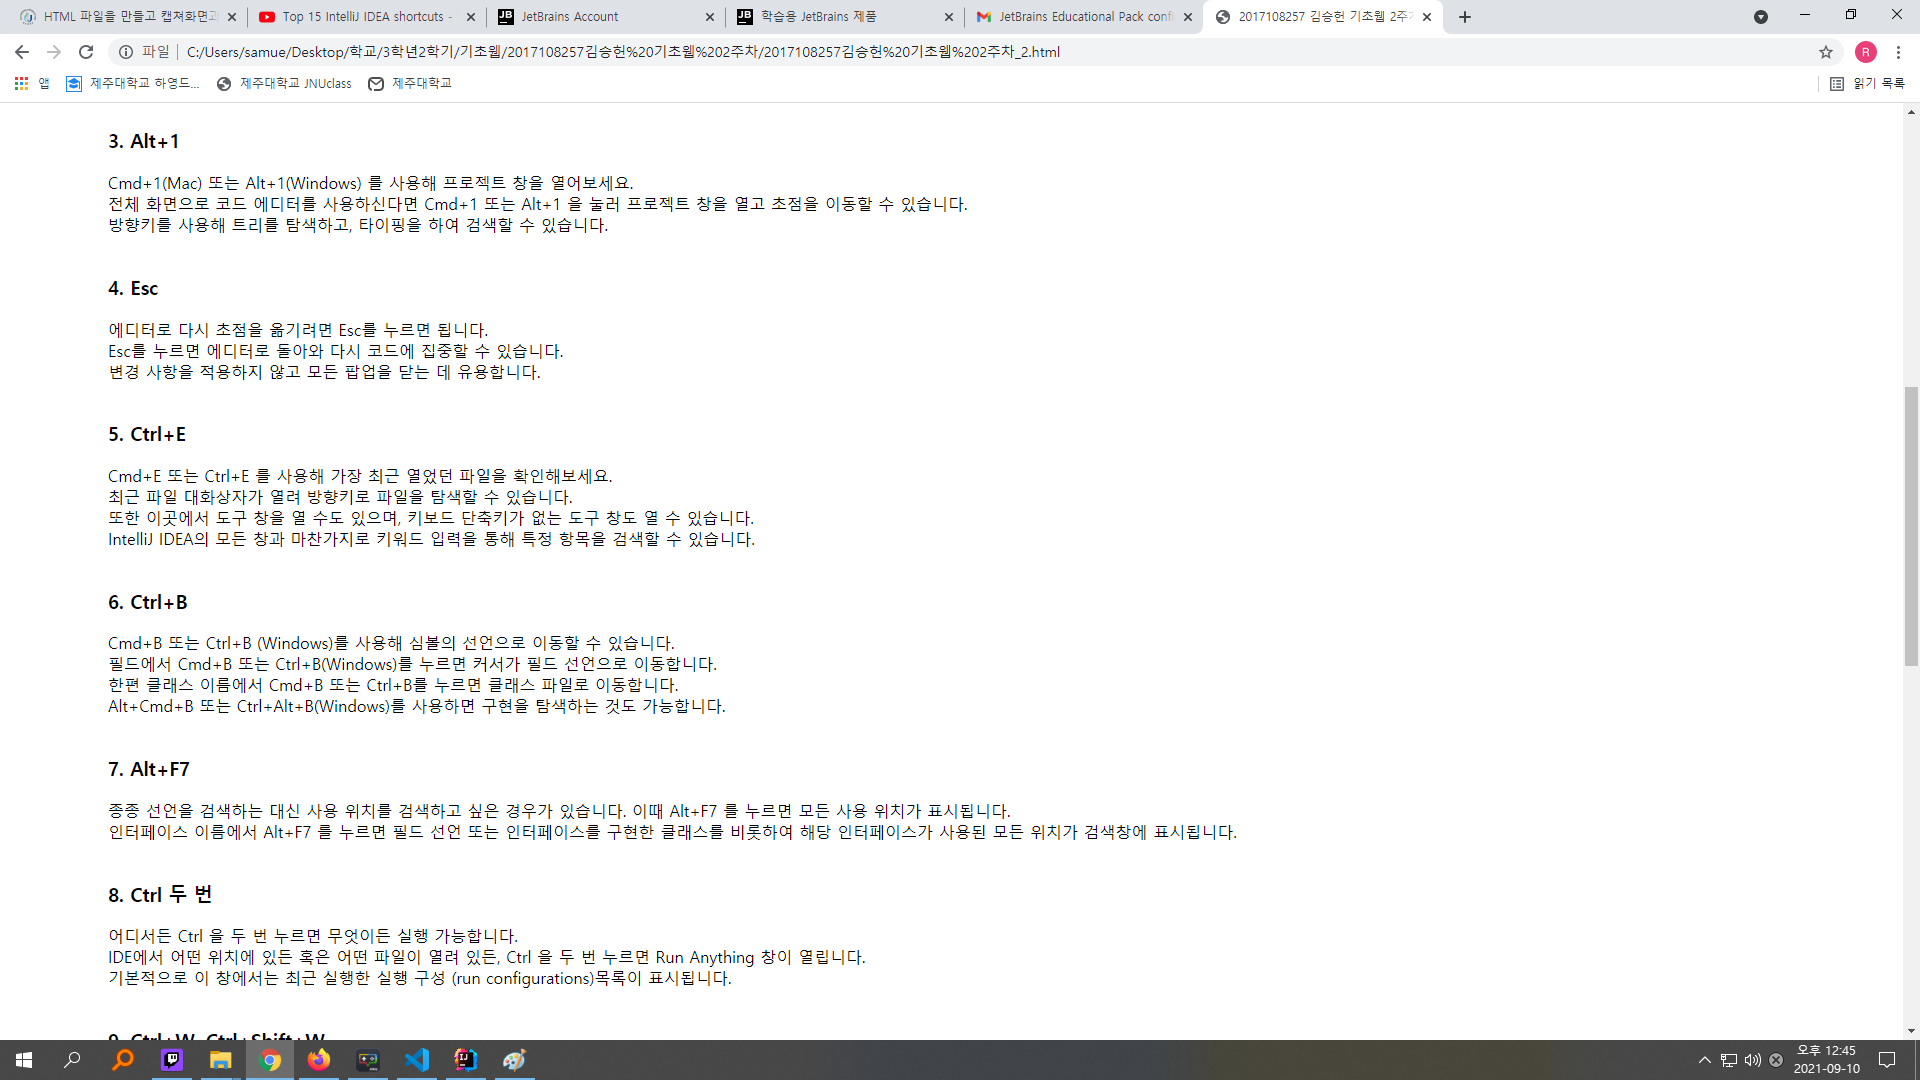 HTML 파일을 만들고 캡쳐화면과
Top 15 IntelliJ IDEA shortcuts -
JetBrains Account
학습용 JetBrains 제품
JetBrains Educational Pack confi
2017108257 김승헌 기초웹 2주차
파일
C:/Users/samue/Desktop/학교/3학년2학기/기초웹/2017108257김승헌%20기초웹%202주차/2017108257김승헌%20기초웹%202주차_2.html
R
앱
제주대학교 하영드...
제주대학교 JNUclass
제주대학교
읽기 목록
3. Alt+1
Cmd+1(Mac) 또는 Alt+1(Windows) 를 사용해 프로젝트 창을 열어보세요.
전체 화면으로 코드 에디터를 사용하신다면 Cmd+1 또는 Alt+1 을 눌러 프로젝트 창을 열고 초점을 이동할 수 있습니다.
방향키를 사용해 트리를 탐색하고, 타이핑을 하여 검색할 수 있습니다.
4. Esc
에디터로 다시 초점을 옮기려면 Esc를 누르면 됩니다.
Esc를 누르면 에디터로 돌아와 다시 코드에 집중할 수 있습니다.
변경 사항을 적용하지 않고 모든 팝업을 닫는 데 유용합니다.
5. Ctrl+E
Cmd+E 또는 Ctrl+E 를 사용해 가장 최근 열었던 파일을 확인해보세요.
최근 파일 대화상자가 열려 방향키로 파일을 탐색할 수 있습니다.
또한 이곳에서 도구 창을 열 수도 있으며, 키보드 단축키가 없는 도구 창도 열 수 있습니다.
IntelliJ IDEA의 모든 창과 마찬가지로 키워드 입력을 통해 특정 항목을 검색할 수 있습니다.
6. Ctrl+B
Cmd+B 또는 Ctrl+B (Windows)를 사용해 심볼의 선언으로 이동할 수 있습니다.
필드에서 Cmd+B 또는 Ctrl+B(Windows)를 누르면 커서가 필드 선언으로 이동합니다.
한편 클래스 이름에서 Cmd+B 또는 Ctrl+B를 누르면 클래스 파일로 이동합니다.
Alt+Cmd+B 또는 Ctrl+Alt+B(Windows)를 사용하면 구현을 탐색하는 것도 가능합니다.
7. Alt+F7
종종 선언을 검색하는 대신 사용 위치를 검색하고 싶은 경우가 있습니다. 이때 Alt+F7 를 누르면 모든 사용 위치가 표시됩니다.
인터페이스 이름에서 Alt+F7 를 누르면 필드 선언 또는 인터페이스를 구현한 클래스를 비롯하여 해당 인터페이스가 사용된 모든 위치가 검색창에 표시됩니다.
8. Ctrl 두 번
어디서든 Ctrl 을 두 번 누르면 무엇이든 실행 가능합니다.
IDE에서 어떤 위치에 있든 혹은 어떤 파일이 열려 있든, Ctrl 을 두 번 누르면 Run Anything 창이 열립니다.
기본적으로 이 창에서는 최근 실행한 실행 구성 (run configurations)목록이 표시됩니다.
9. Ctrl+W, Ctrl+Shift+W
오후 12:45
2021-09-10